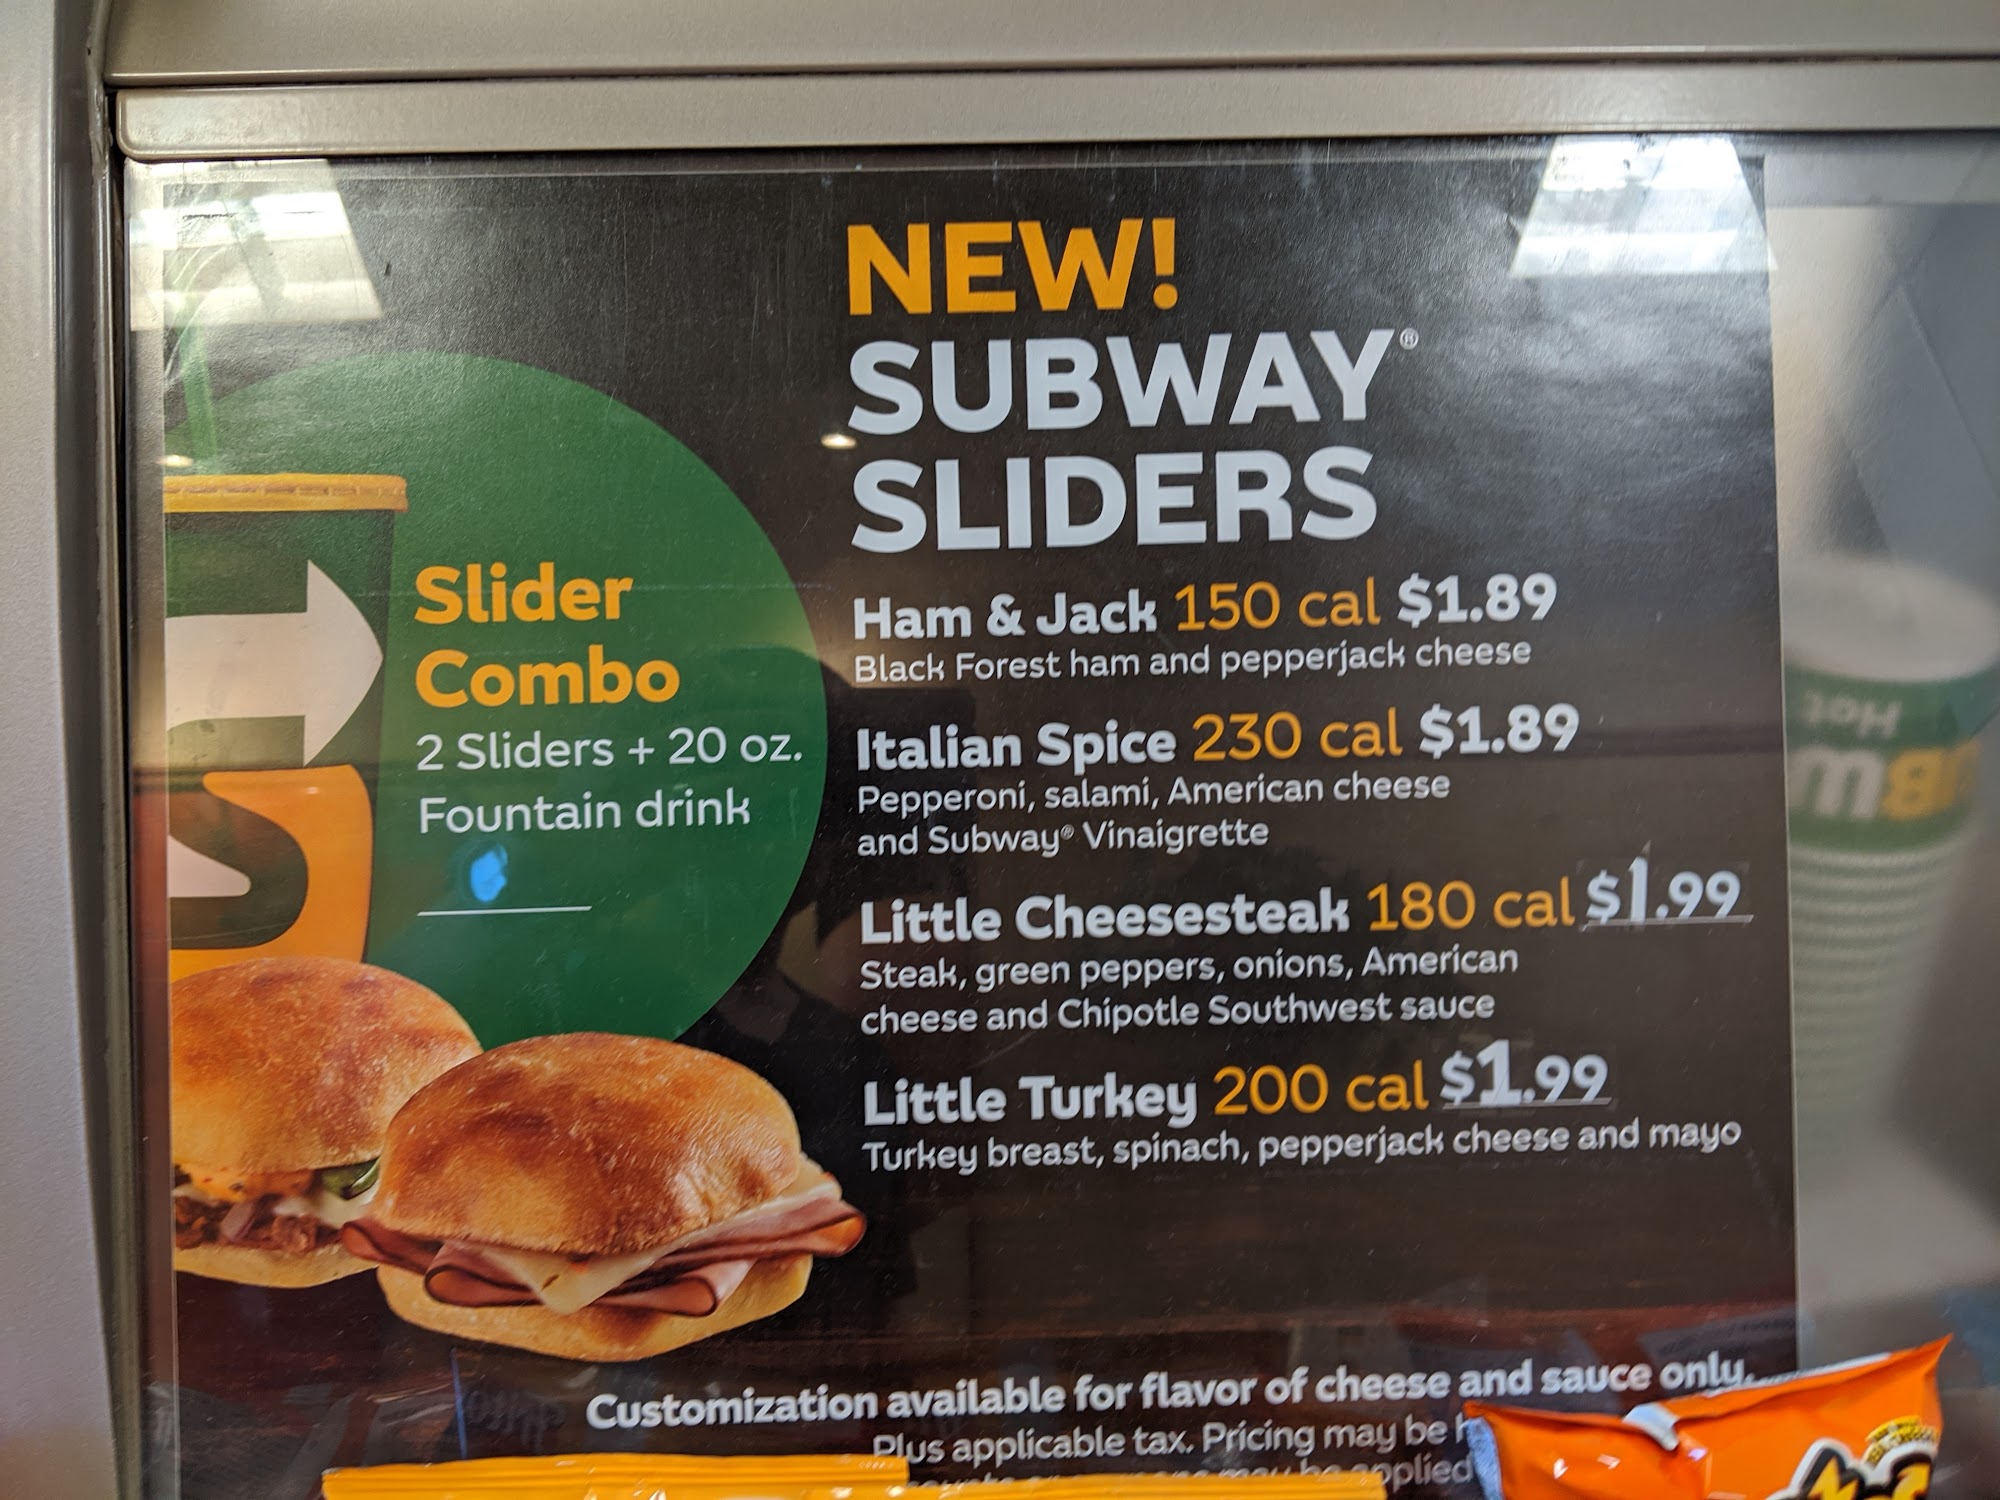 NEW!
SUBWAY®
SLIDERS
Slider
Combo
2 Sliders + 20 oz.
Fountain drink
Ham & Jack 150 cal $1.89
Black Forest ham and pepperjack cheese
Italian Spice 230 cal $1.89
Pepperoni, salami, American cheese
and Subway® Vinaigrette
Little Cheesesteak 180 cal $1.99
Steak, green peppers, onions, American
cheese and Chipotle Southwest sauce
Little Turkey 200 cal $1.99
Turkey breast, spinach, pepperjack cheese and mayo
Customization available for flavor of cheese and sauce only.
Plus applicable tax. Pricing may be
may be applied
Hot